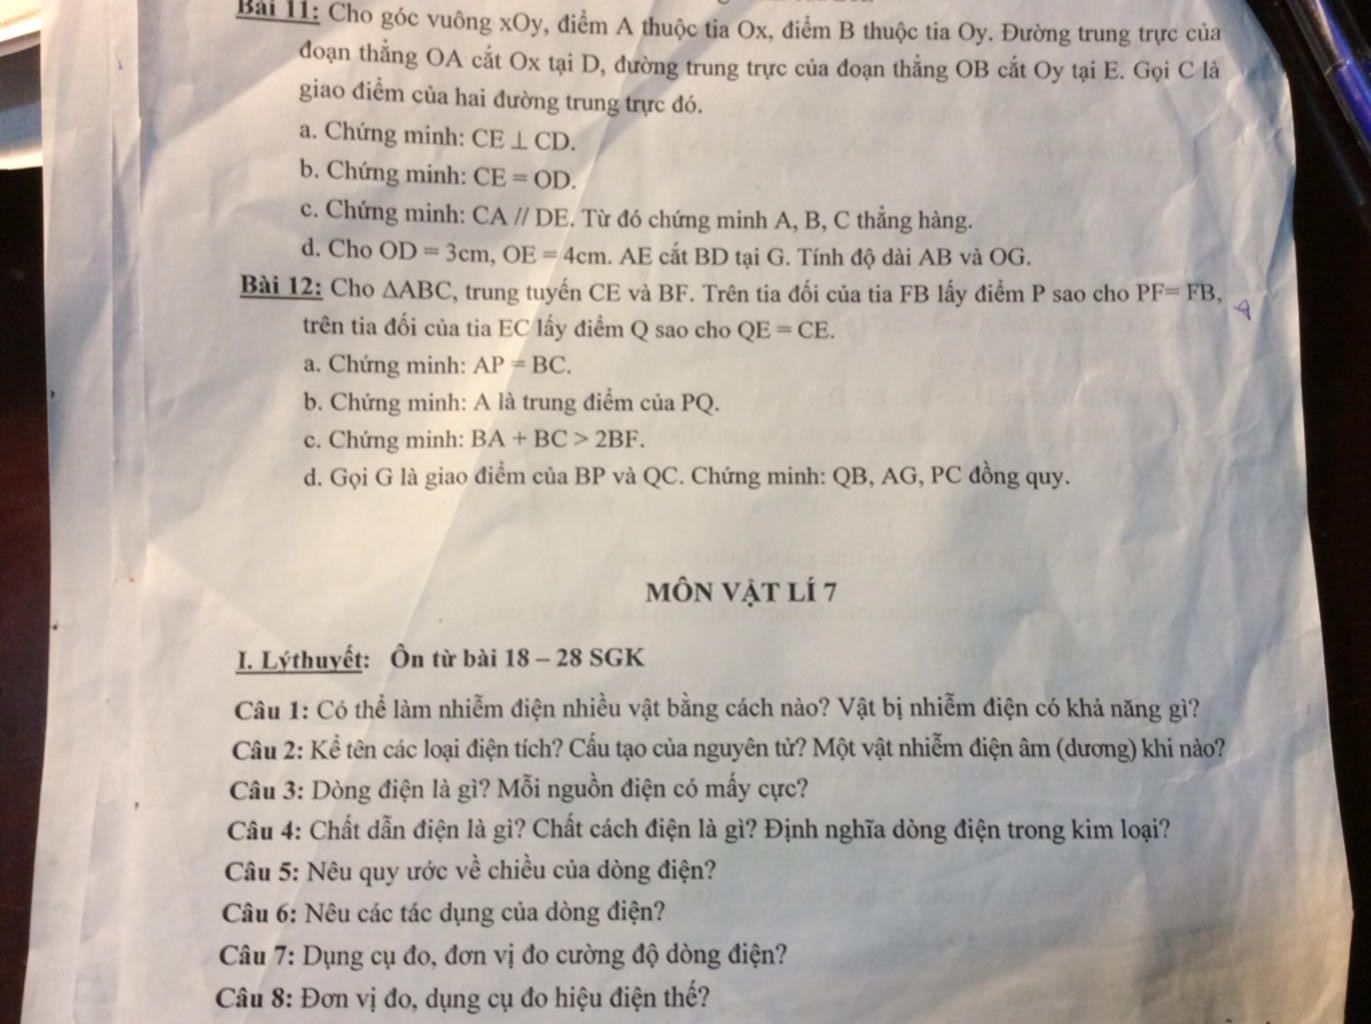 Bài 11: Cho góc vuông xOy, điểm A thuộc tia Ox, điểm B thuộc tia Oy. Đường trung trực của
đoạn thẳng OA cắt Ox tại D, đường trung trực của đoạn thẳng OB cắt Oy tại E. Gọi C là
giao điểm của hai đường trung trực đó.
a. Chứng minh: CE ⊥ CD.
b. Chứng minh: CE = OD.
c. Chứng minh: CA // DE. Từ đó chứng minh A, B, C thẳng hàng.
d. Cho OD = 3cm, OE = 4cm. AE cắt BD tại G. Tính độ dài AB và OG.
Bài 12: Cho ΔABC, trung tuyến CE và BF. Trên tia đối của tia FB lấy điểm P sao cho PF= FB,
trên tia đối của tia EC lấy điểm Q sao cho QE = CE.
a. Chứng minh: AP = BC.
b. Chứng minh: A là trung điểm của PQ.
c. Chứng minh: BA + BC > 2BF.
d. Gọi G là giao điểm của BP và QC. Chứng minh: QB, AG, PC đồng quy.
MÔN VẬT LÍ 7
I. Lýthuyết: Ôn từ bài 18 – 28 SGK
Câu 1: Có thể làm nhiễm điện nhiều vật bằng cách nào? Vật bị nhiễm điện có khả năng gì?
Câu 2: Kể tên các loại điện tích? Cấu tạo của nguyên tử? Một vật nhiễm điện âm (dương) khi nào?
Câu 3: Dòng điện là gì? Mỗi nguồn điện có mấy cực?
Câu 4: Chất dẫn điện là gì? Chất cách điện là gì? Định nghĩa dòng điện trong kim loại?
Câu 5: Nêu quy ước về chiều của dòng điện?
Câu 6: Nêu các tác dụng của dòng điện?
Câu 7: Dụng cụ đo, đơn vị đo cường độ dòng điện?
Câu 8: Đơn vị đo, dụng cụ đo hiệu điện thế?